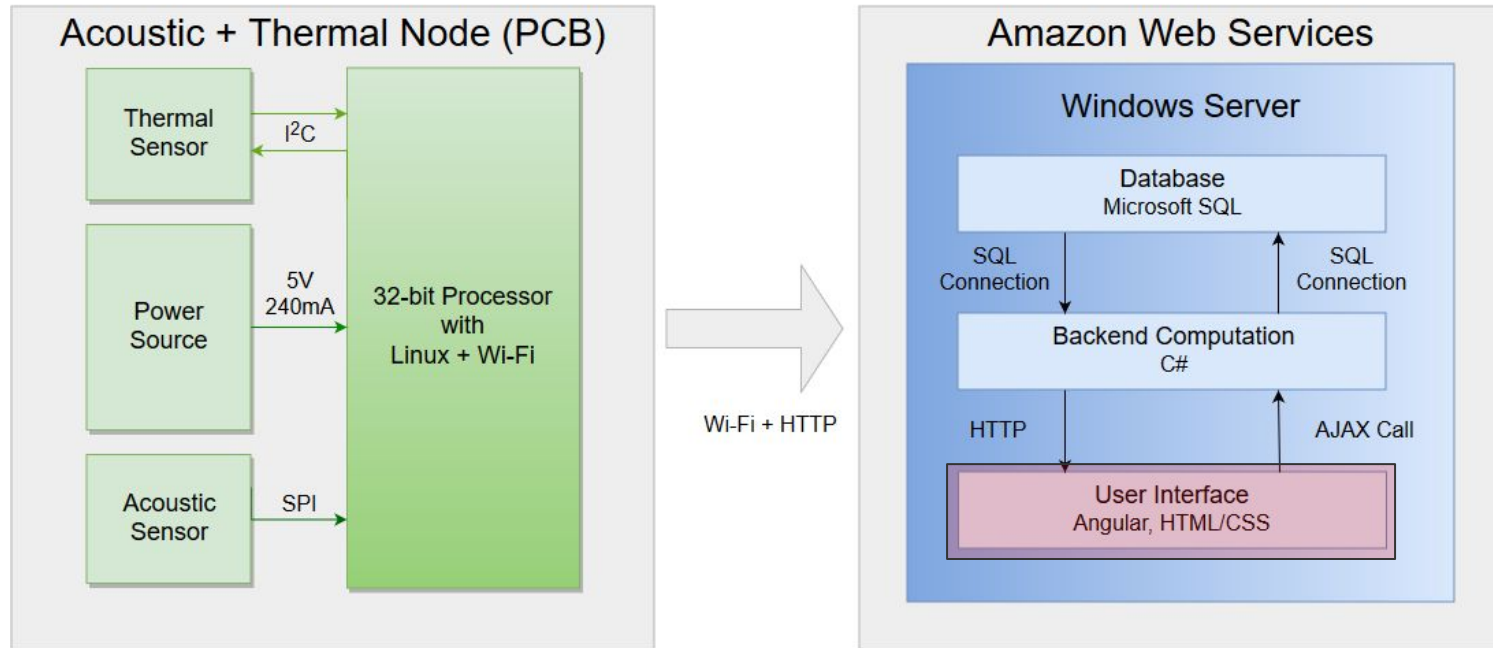 Acoustic + Thermal Node (PCB)
Thermal
Sensor
I²C
Power
Source
5V
240mA
32-bit Processor
with
Linux + Wi-Fi
Acoustic
Sensor
SPI
Wi-Fi + HTTP
Amazon Web Services
Windows Server
Database
Microsoft SQL
SQL
Connection
SQL
Connection
Backend Computation
C#
HTTP
AJAX Call
User Interface
Angular, HTML/CSS